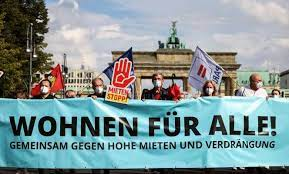 MIETEN
STOPP!
WOHNEN FÜR ALLE!
GEMEINSAM GEGEN HOHE MIETEN UND VERDRÄNGUNG